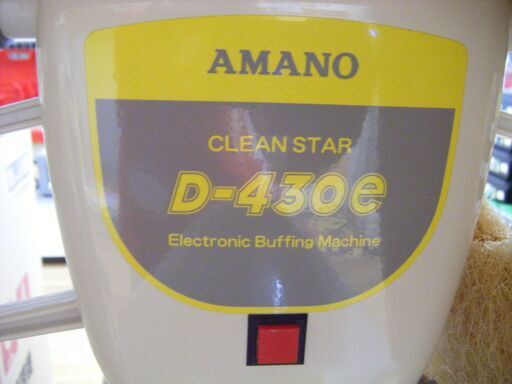 AMANO
CLEAN STAR
D-430e
Electronic Buffing Machine